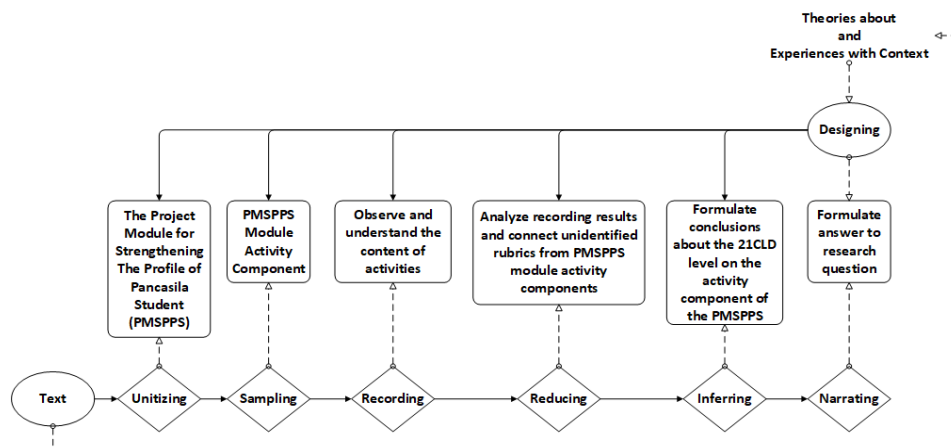 Theories about
and
Experiences with Context
Designing
The Project
Module for
Strengthening
The Profile of
Pancasila
Student
(PMSPPS)
PMSPPS
Module
Activity
Component
Observe and
understand the
content of
activities
Analyze recording results
and connect unidentified
rubrics from PMSPPS
module activity
components
Formulate
conclusions
about the 21CLD
level on the
activity
component of
the PMSPPS
Formulate
answer to
research
question
Text
Unitizing
Sampling
Recording
Reducing
Inferring
Narrating